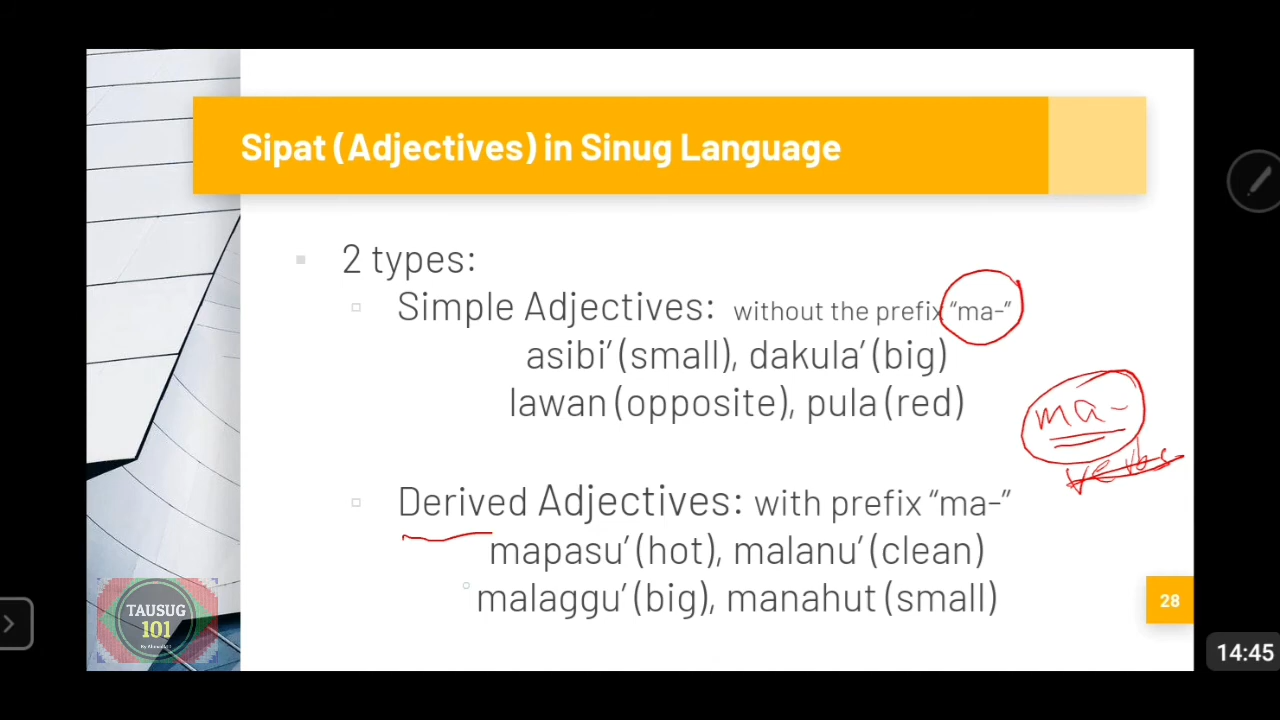 Sipat (Adjectives) in Sinug Language
2 types:
Simple Adjectives: without the prefix “ma-”
asibi’ (small), dakula’ (big)
lawan (opposite), pula (red)
ma-
Derived Adjectives: with prefix “ma-”
mapasu’ (hot), malanu’ (clean)
malaggu’ (big), manahut (small)
TAUSUG
101
28
14:45